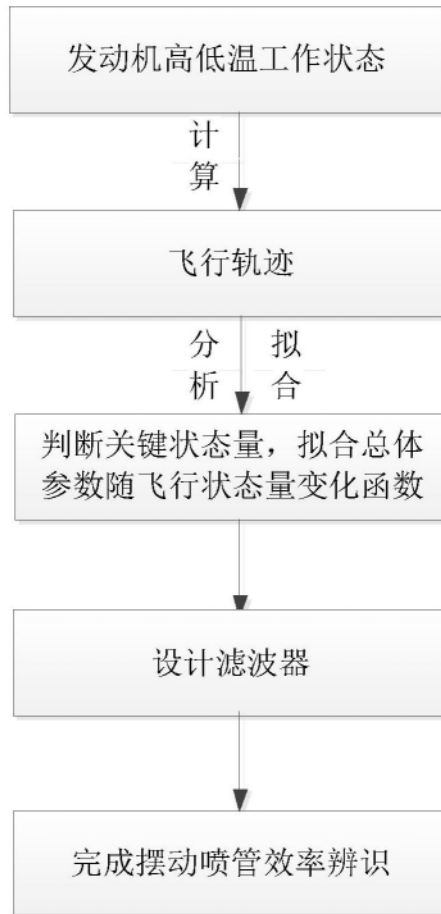 发动机高低温工作状态
计
算
飞行轨迹
分 拟
析 合
判断关键状态量，拟合总体
参数随飞行状态量变化函数
设计滤波器
完成摆动喷管效率辨识